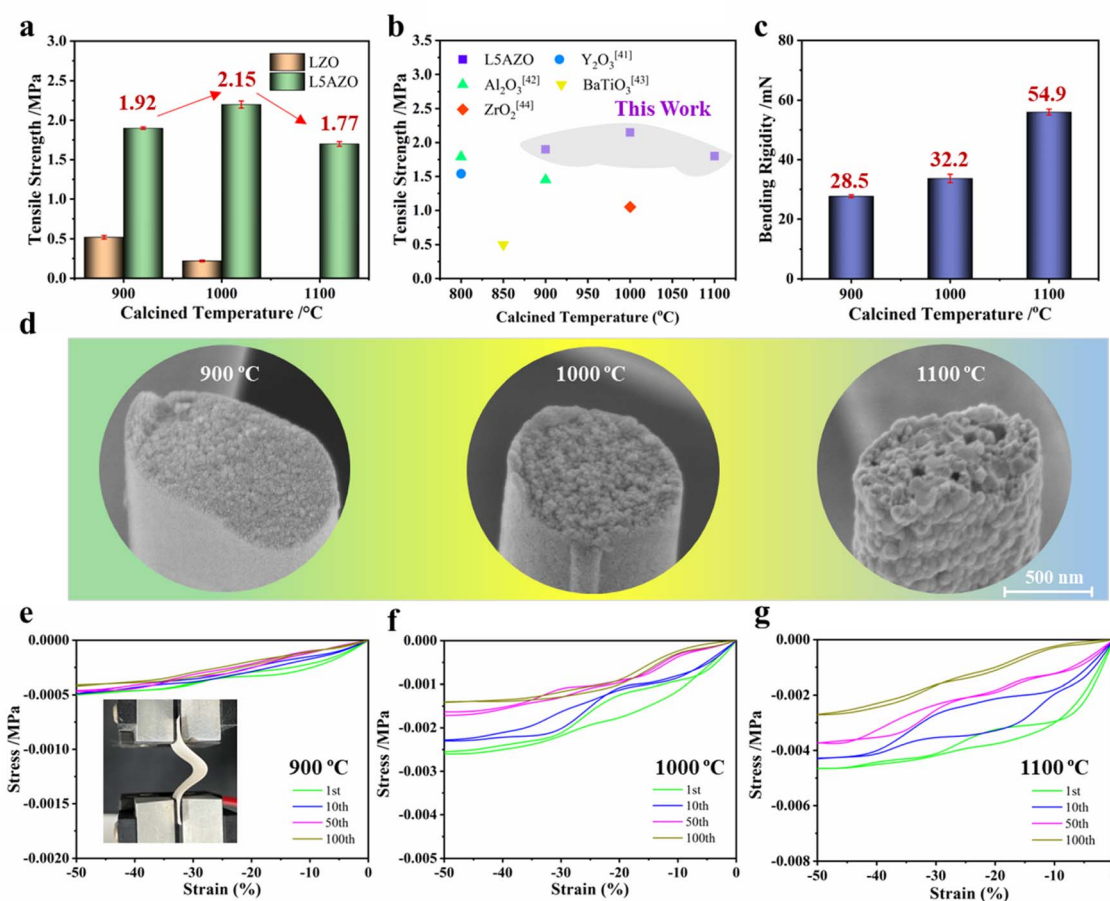 a
3.0
2.5
2.0
1.5
1.0
0.5
0.0
Tensile Strength /MPa
LZO
L5AZO
1.92
2.15
1.77
900 1000 1100
Calcined Temperature /°C
b
3.5
3.0
2.5
2.0
1.5
1.0
0.5
0.0
Tensile Strength /MPa
L5AZO Y₂O₃[41]
Al₂O₃[42] BaTiO₃[43]
ZrO₂[44]
This Work
800 850 900 950 1000 1050 1100
Calcined Temperature (°C)
c
80
60
40
20
0
Bending Rigidity /mN
28.5
32.2
54.9
900 1000 1100
Calcined Temperature /°C
d
900 °C
1000 °C
1100 °C
500 nm
e
0.0000
-0.0005
-0.0010
-0.0015
-0.0020
Stress /MPa
900 °C
1st
10th
50th
100th
-50 -40 -30 -20 -10 0
Strain (%)
f
0.000
-0.001
-0.002
-0.003
-0.004
-0.005
Stress /MPa
1000 °C
1st
10th
50th
100th
-50 -40 -30 -20 -10 0
Strain (%)
g
0.000
-0.002
-0.004
-0.006
-0.008
Stress /MPa
1100 °C
1st
10th
50th
100th
-50 -40 -30 -20 -10 0
Strain (%)